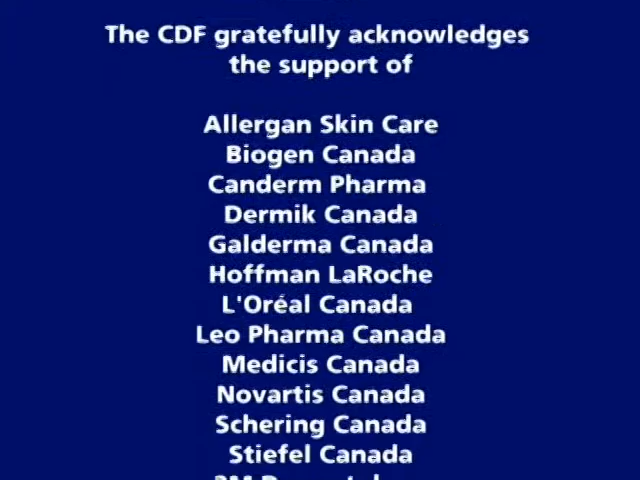 The CDF gratefully acknowledges
the support of
Allergan Skin Care
Biogen Canada
Canderm Pharma
Dermik Canada
Galderma Canada
Hoffman LaRoche
L'Oréal Canada
Leo Pharma Canada
Medicis Canada
Novartis Canada
Schering Canada
Stiefel Canada